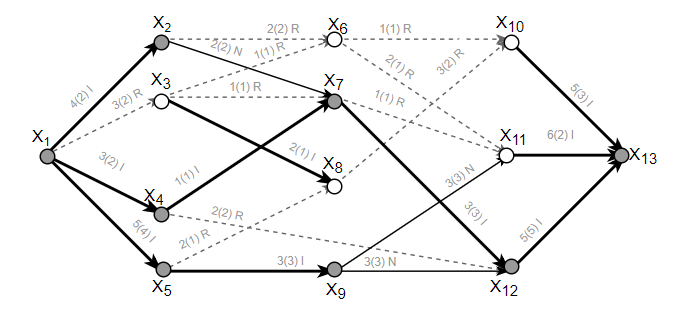 X2
X6
X10
2(2) R
1(1) R
2(2) N
1(1) R
4(2) I
X3
3(2) R
1(1) R
X7
2(1) R
3(2) R
5(3) I
1(1) R
X1
X11
6(2) I
X13
3(2) I
1(1) I
2(1) I
X8
3(3) N
X4
2(2) R
3(3) I
5(4) I
2(1) R
5(5) I
3(3) I
3(3) N
X5
X9
X12